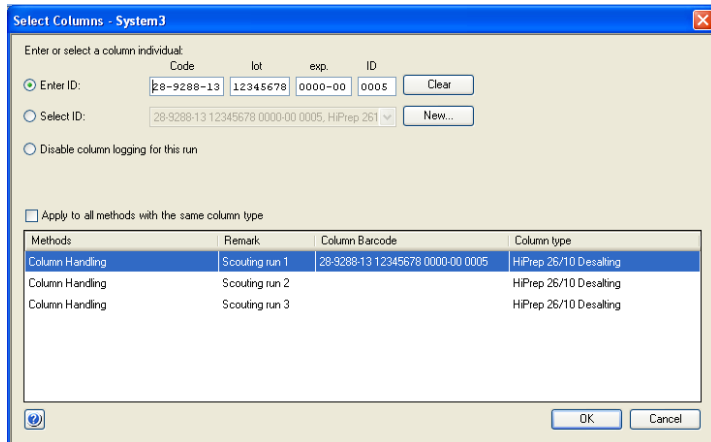 Select Columns - System3
Enter or select a column individual:
Code lot exp. ID
Enter ID: 28-9288-13 12345678 0000-00 0005 Clear
Select ID: 28-9288-13 12345678 0000-00 0005, HiPrep 261 New...
Disable column logging for this run
Apply to all methods with the same column type
Methods Remark Column Barcode Column type
Column Handling Scouting run 1 28-9288-13 12345678 0000-00 0005 HiPrep 26/10 Desalting
Column Handling Scouting run 2 HiPrep 26/10 Desalting
Column Handling Scouting run 3 HiPrep 26/10 Desalting
OK Cancel